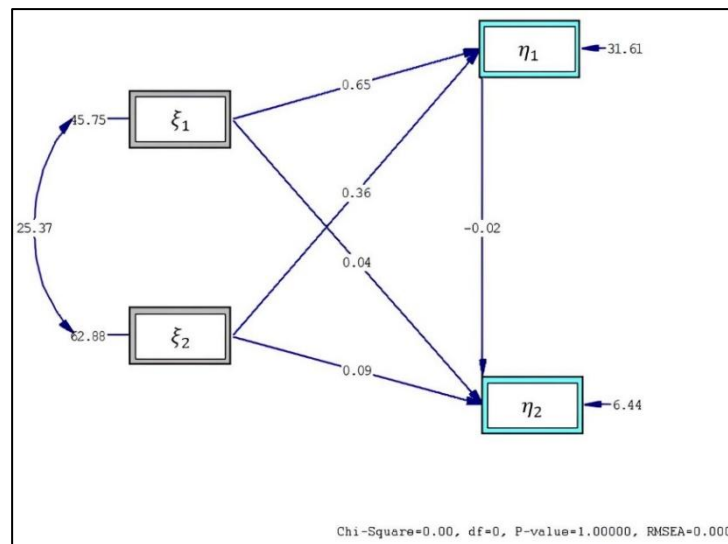 η₁
31.61
0.65
45.75
ξ₁
0.36
25.37
-0.02
0.04
62.88
ξ₂
0.09
η₂
6.44
Chi-Square=0.00, df=0, P-value=1.00000, RMSEA=0.000